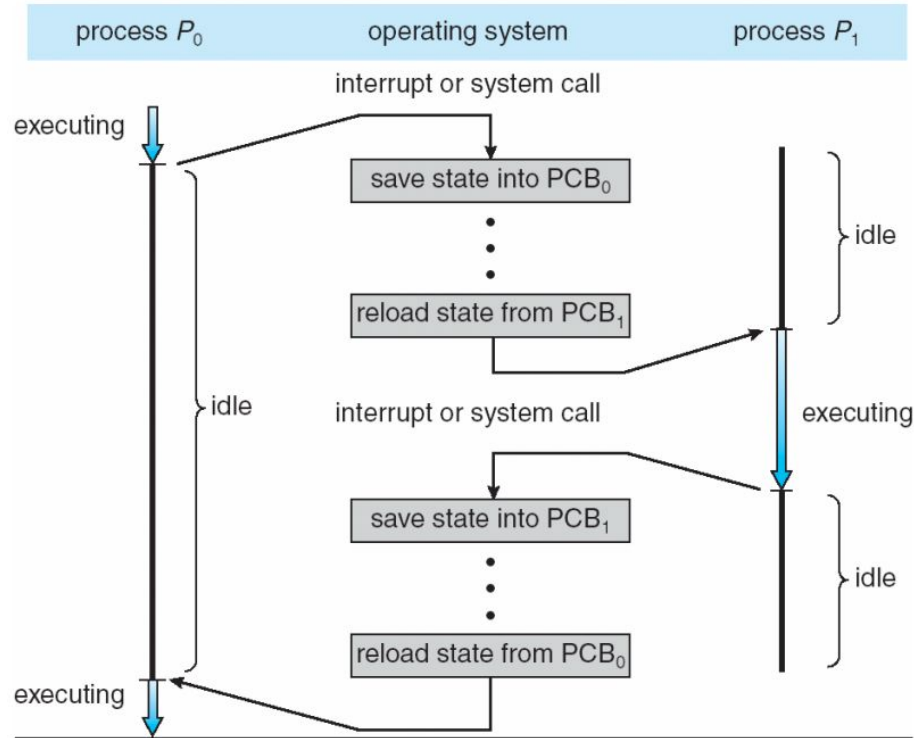 process P₀ operating system process P₁
interrupt or system call
executing
save state into PCB₀
idle
reload state from PCB₁
idle
interrupt or system call
executing
save state into PCB₁
idle
reload state from PCB₀
executing